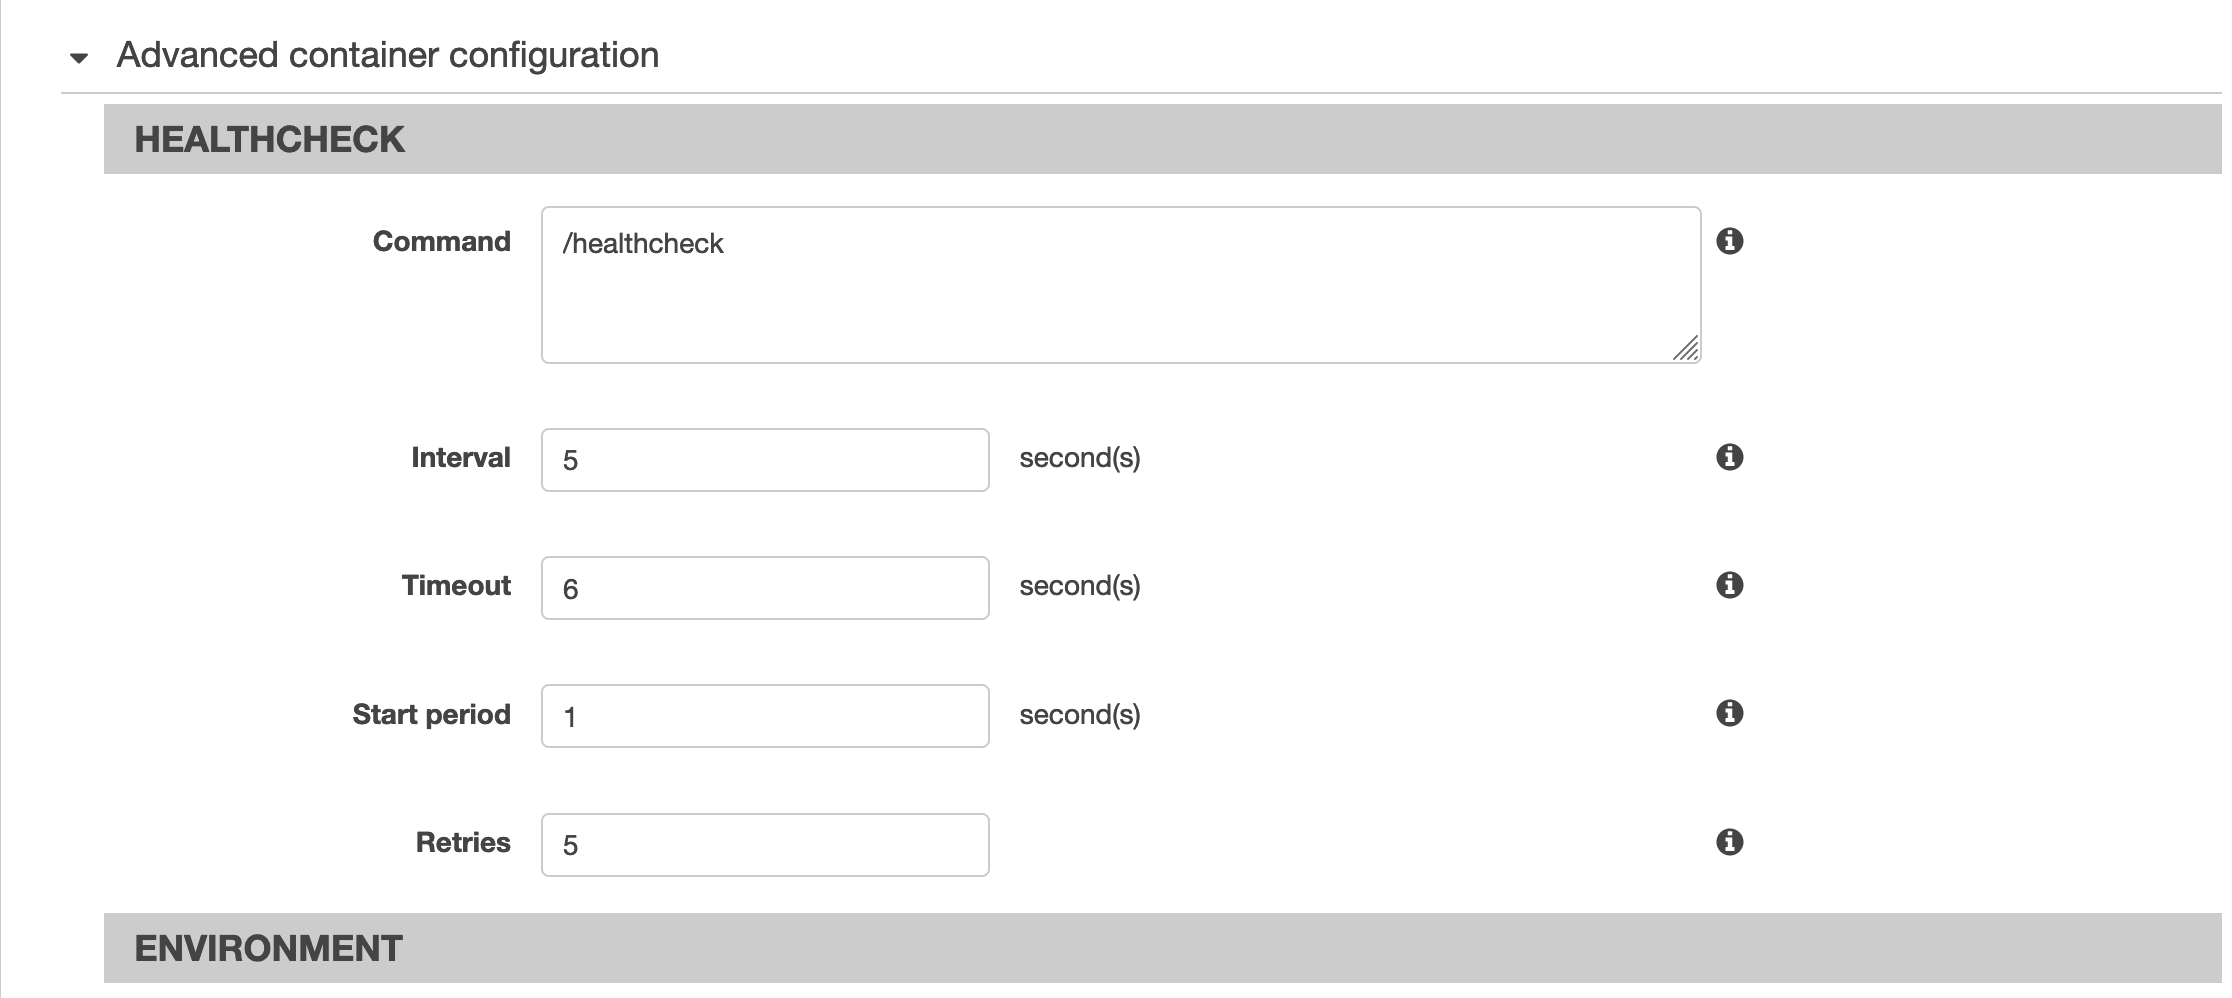 Advanced container configuration
HEALTHCHECK
Command
/healthcheck
Interval 5 second(s)
Timeout 6 second(s)
Start period 1 second(s)
Retries 5
ENVIRONMENT